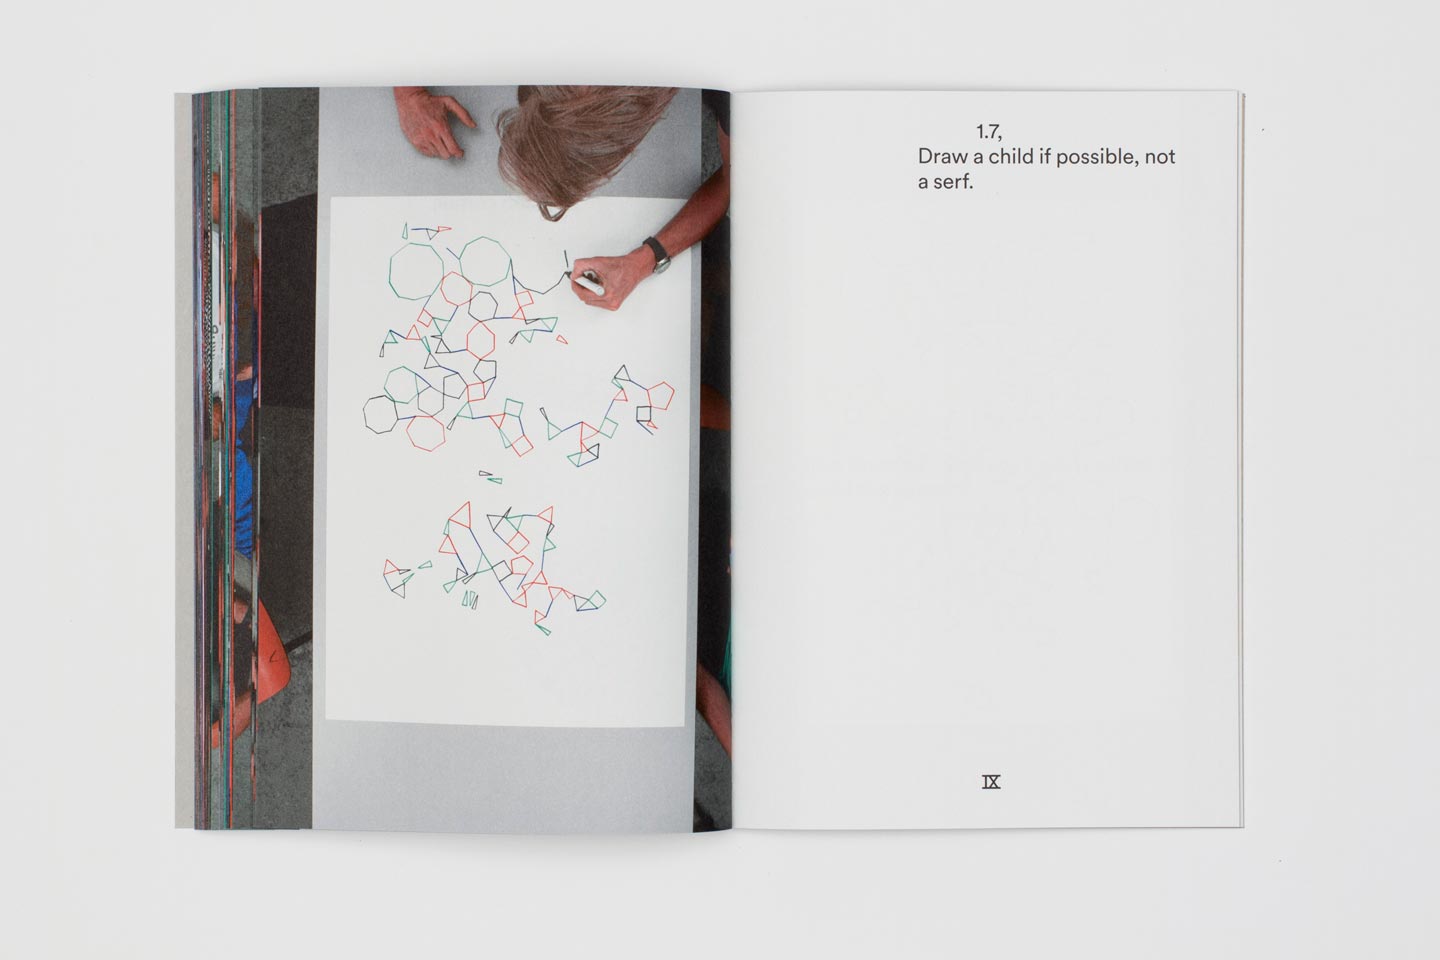 1.7,
Draw a child if possible, not
a serf.
IX